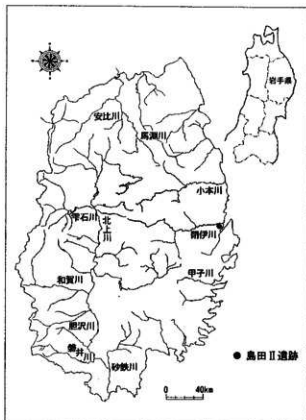 岩手県
安比川
馬淵川
小本川
雫石川
北上川
閉伊川
甲子川
和賀川
胆沢川
磐井川
砂鉄川
● 島田Ⅱ遺跡
0 40km